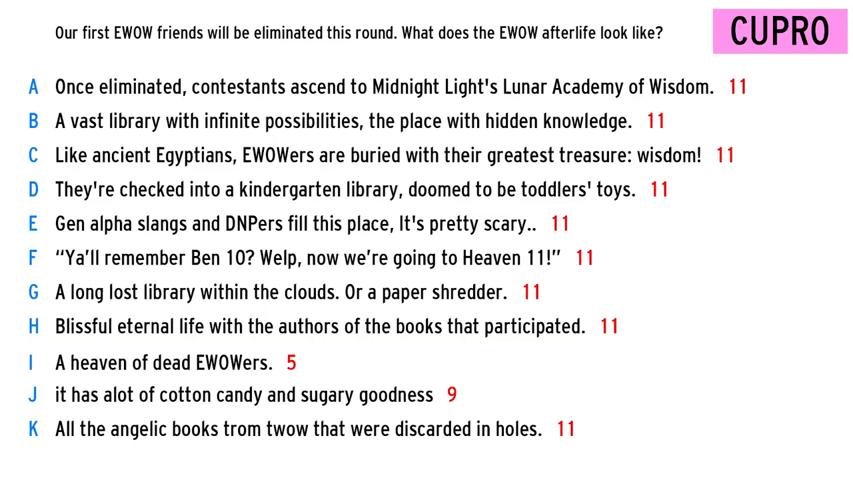 Our first EWOW friends will be eliminated this round. What does the EWOW afterlife look like?
CUPRO
A Once eliminated, contestants ascend to Midnight Light's Lunar Academy of Wisdom. 11
B A vast library with infinite possibilities, the place with hidden knowledge. 11
C Like ancient Egyptians, EWOWers are buried with their greatest treasure: wisdom! 11
D They're checked into a kindergarten library, doomed to be toddlers' toys. 11
E Gen alpha slangs and DNPers fill this place, It's pretty scary.. 11
F “Ya’ll remember Ben 10? Welp, now we’re going to Heaven 11!” 11
G A long lost library within the clouds. Or a paper shredder. 11
H Blissful eternal life with the authors of the books that participated. 11
I A heaven of dead EWOWers. 5
J it has alot of cotton candy and sugary goodness 9
K All the angelic books trom twow that were discarded in holes. 11